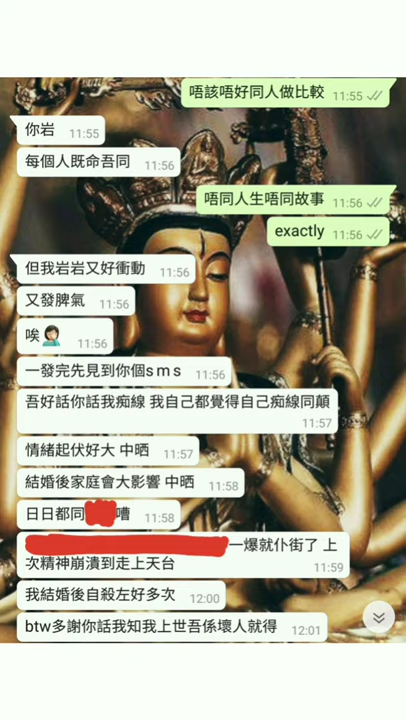 唔該唔好同人做比較 11:55
你岩 11:55
每個人既命吾同 11:56
唔同人生唔同故事 11:56
exactly 11:56
但我岩岩又好衝動 11:56
又發脾氣 11:56
唉🤦🏻‍♀️ 11:56
一發完先見到你個sms 11:56
吾好話你話我痴線 我自己都覺得自己痴線同顛 11:57
情緒起伏好大 中晒 11:57
結婚後家庭會大影響 中晒 11:58
日日都同 嘈 11:58
一爆就仆街了 上
次精神崩潰到走上天台 11:59
我結婚後自殺左好多次 12:00
btw多謝你話我知我上世吾係壞人就得 12:01